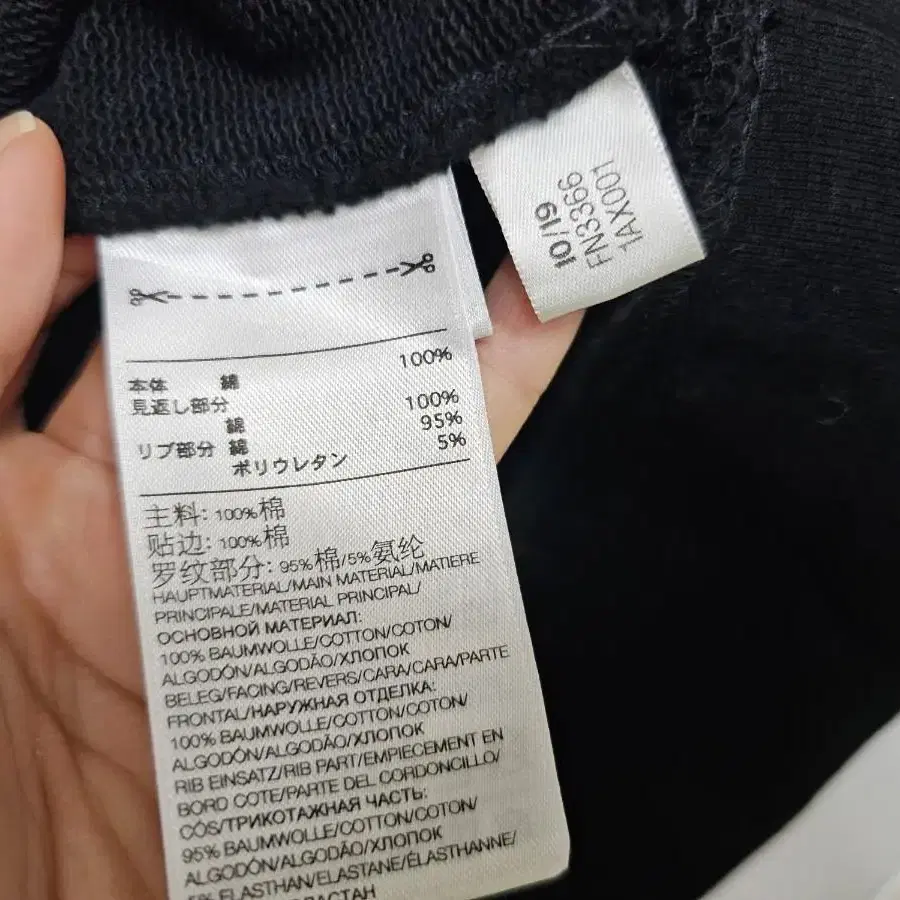 10/19
FN3366
1AX001
100%
本体 綿
見返し部分
100%
綿
95%
リブ部分 綿
5%
ポリウレタン
主料: 100%棉
贴边: 100%棉
罗纹部分: 95%棉/5%氨纶
HAUPTMATERIAL/MAIN MATERIAL/MATIERE
PRINCIPALE/MATERIAL PRINCIPAL/
ОСНОВНОЙ МАТЕРИАЛ:
100% BAUMWOLLE/COTTON/COTON/
ALGODÓN/ALGODÃO/ХЛОПОК
BELEG/FACING/REVERS/CARA/CARA/PARTE
FRONTAL/НАРУЖНАЯ ОТДЕЛКА:
100% BAUMWOLLE/COTTON/COTON/
ALGODÓN/ALGODÃO/ХЛОПОК
RIB EINSATZ/RIB PART/EMPIECEMENT EN
BORD COTE/PARTE DEL CORDONCILLO/
CÓS/ТРИКОТАЖНАЯ ЧАСТЬ:
95% BAUMWOLLE/COTTON/COTON/
ALGODÓN/ALGODÃO/ХЛОПОК
5% ELASTHAN/ELASTANE/ÉLASTHANNE/